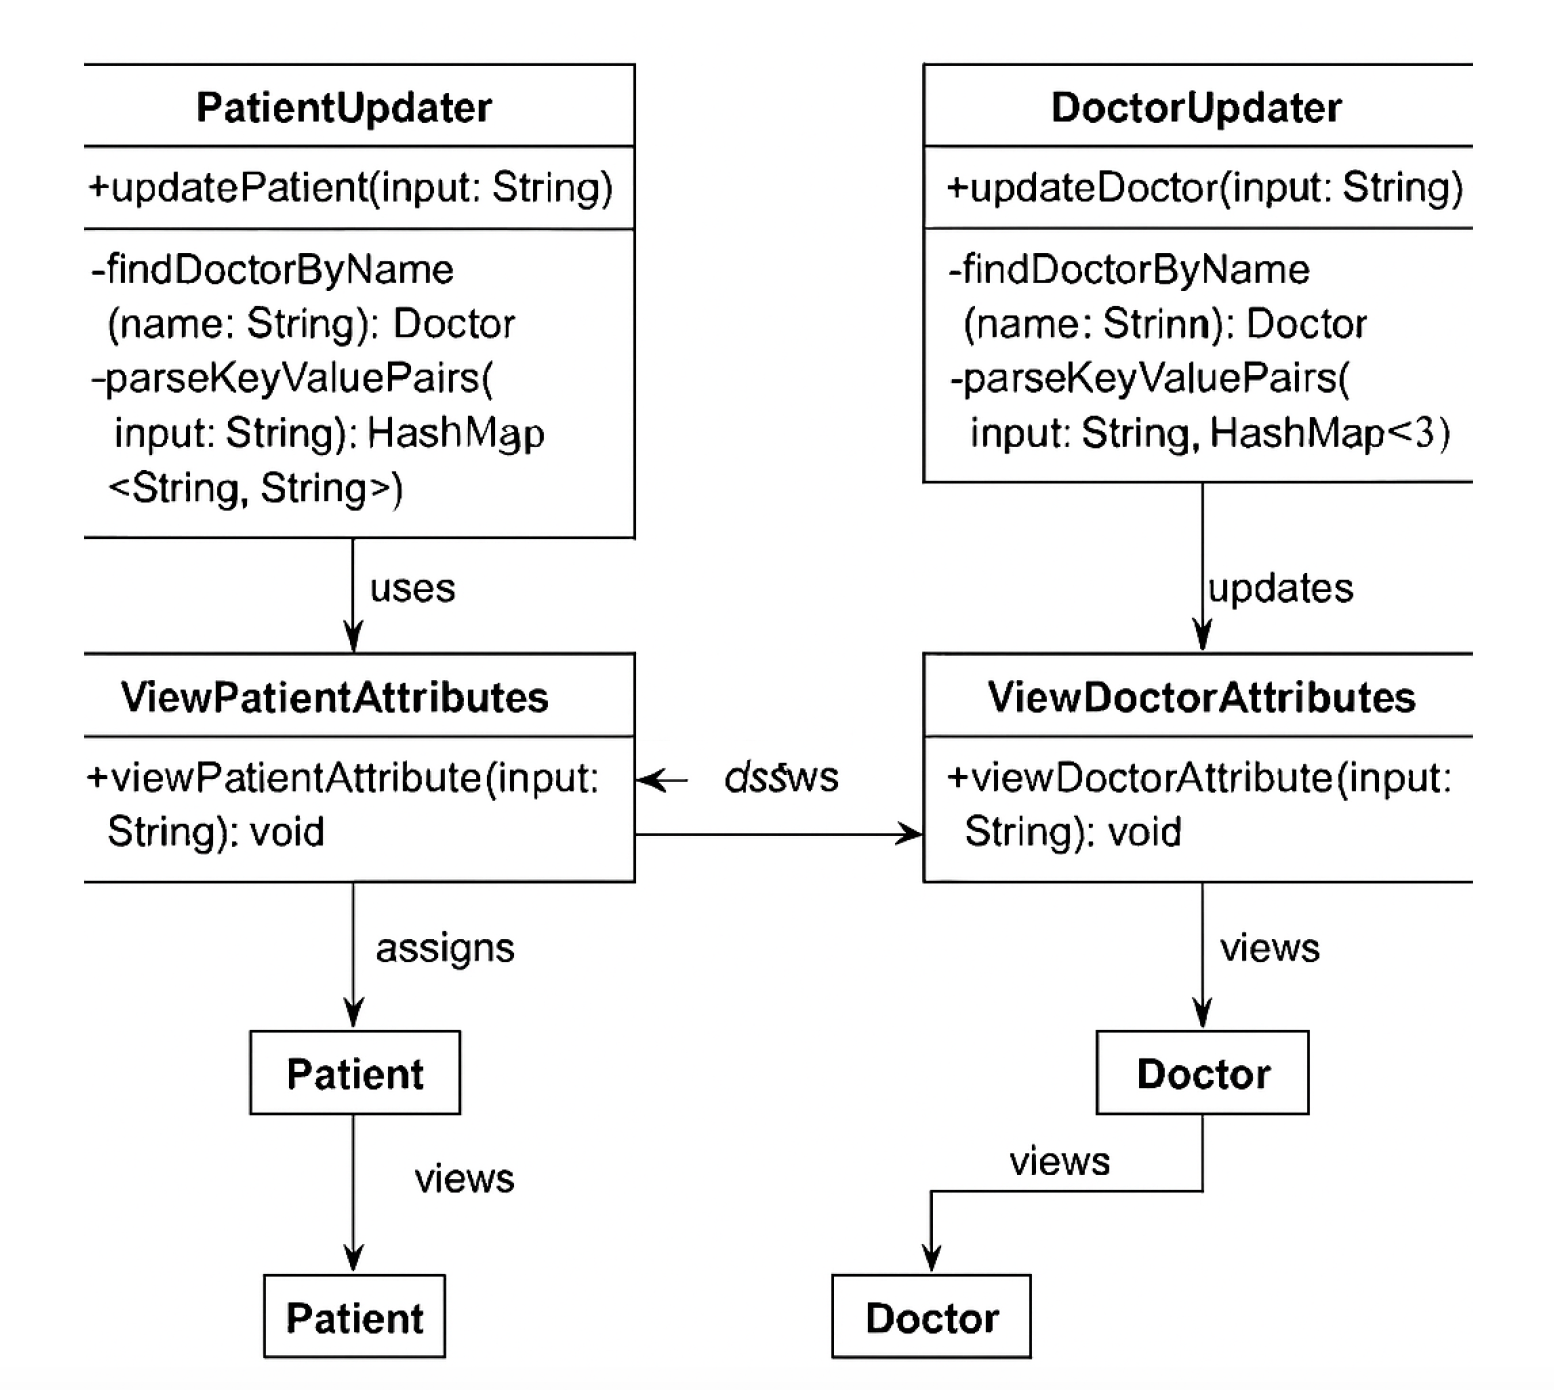 PatientUpdater
+updatePatient(input: String)
-findDoctorByName
(name: String): Doctor
-parseKeyValuePairs(
input: String): HashMap
<String, String>)
uses
DoctorUpdater
+updateDoctor(input: String)
-findDoctorByName
(name: Strinn): Doctor
-parseKeyValuePairs(
input: String, HashMap<3)
updates
ViewPatientAttributes
+viewPatientAttribute(input:
String): void
ViewDoctorAttributes
+viewDoctorAttribute(input:
String): void
assigns
views
Patient
Doctor
views
views
Patient
Doctor